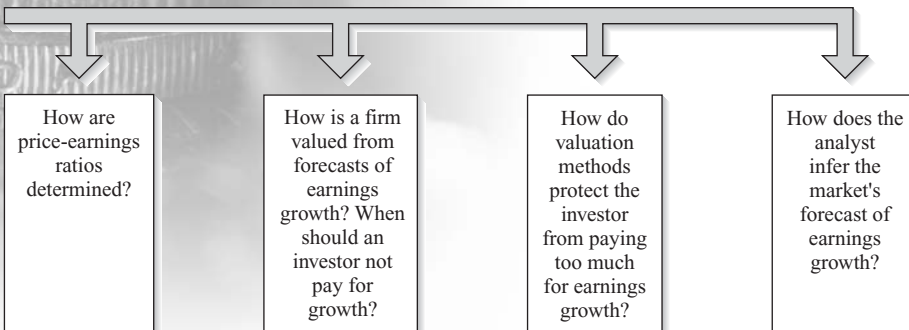 How are
price-earnings
ratios
determined?
How is a firm
valued from
forecasts of
earnings
growth? When
should an
investor not
pay for
growth?
How do
valuation
methods
protect the
investor
from paying
too much
for earnings
growth?
How does the
analyst
infer the
market's
forecast of
earnings
growth?